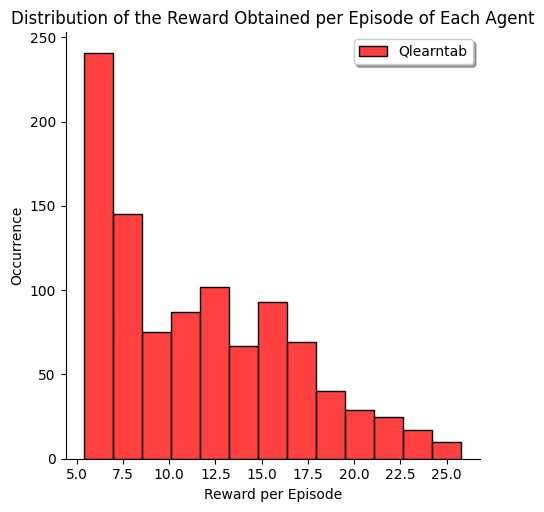 Distribution of the Reward Obtained per Episode of Each Agent
Qlearntab
Occurrence
250
200
150
100
50
0
5.0 7.5 10.0 12.5 15.0 17.5 20.0 22.5 25.0
Reward per Episode